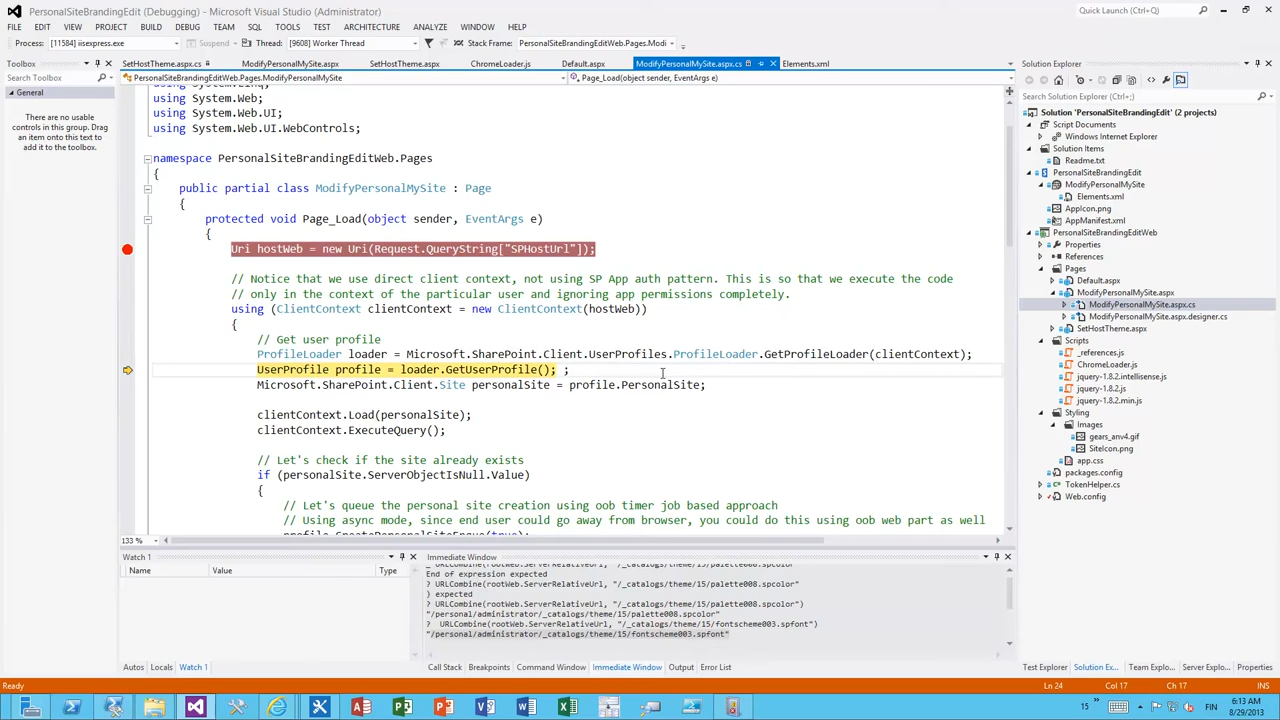 PersonalSiteBrandingEdit (Debugging) - Microsoft Visual Studio (Administrator)
Quick Launch (Ctrl+Q)
FILE EDIT VIEW PROJECT BUILD DEBUG TEAM SQL TOOLS TEST ARCHITECTURE ANALYZE WINDOW HELP
Process: [11584] iisexpress.exe Suspend Thread: [9608] Worker Thread Stack Frame: PersonalSiteBrandingEditWeb.Pages.Modi
Toolbox
Search Toolbox
General
There are no usable
controls in this group. Drag
an item onto this text to
add it to the toolbox.
SetHostTheme.aspx.cs ModifyPersonalMySite.aspx SetHostTheme.aspx ChromeLoader.js Default.aspx ModifyPersonalMySite.aspx.cs Elements.xml
PersonalSiteBrandingEditWeb.Pages.ModifyPersonalMySite Page_Load(object sender, EventArgs e)
using System.Linq;
using System.Web;
using System.Web.UI;
using System.Web.UI.WebControls;
namespace PersonalSiteBrandingEditWeb.Pages
{
public partial class ModifyPersonalMySite : Page
{
protected void Page_Load(object sender, EventArgs e)
{
Uri hostWeb = new Uri(Request.QueryString["SPHostUrl"]);
// Notice that we use direct client context, not using SP App auth pattern. This is so that we execute the code
// only in the context of the particular user and ignoring app permissions completely.
using (ClientContext clientContext = new ClientContext(hostWeb))
{
// Get user profile
ProfileLoader loader = Microsoft.SharePoint.Client.UserProfiles.ProfileLoader.GetProfileLoader(clientContext);
UserProfile profile = loader.GetUserProfile(); ;
Microsoft.SharePoint.Client.Site personalSite = profile.PersonalSite;
clientContext.Load(personalSite);
clientContext.ExecuteQuery();
// Let's check if the site already exists
if (personalSite.ServerObjectIsNull.Value)
{
// Let's queue the personal site creation using oob timer job based approach
// Using async mode, since end user could go away from browser, you could do this using oob web part as well
profile.CreatePersonalSiteEnque(true);
133 %
Watch 1
Name Value Type
Autos Locals Watch 1
Immediate Window
URLCombine(rootWeb.ServerRelativeUrl, "/_catalogs/theme/15/palette008.spcolor"
End of expression expected
? URLCombine(rootWeb.ServerRelativeUrl, "/_catalogs/theme/15/palette008.spcolor"
) expected
? URLCombine(rootWeb.ServerRelativeUrl, "/_catalogs/theme/15/palette008.spcolor")
"/personal/administrator/_catalogs/theme/15/palette008.spcolor"
? URLCombine(rootWeb.ServerRelativeUrl, "/_catalogs/theme/15/fontscheme003.spfont")
"/personal/administrator/_catalogs/theme/15/fontscheme003.spfont"
Call Stack Breakpoints Command Window Immediate Window Output Error List
Solution Explorer
Search Solution Explorer (Ctrl+;)
Solution 'PersonalSiteBrandingEdit' (2 projects)
Script Documents
Windows Internet Explorer
Solution Items
Readme.txt
PersonalSiteBrandingEdit
ModifyPersonalMySite
Elements.xml
AppIcon.png
AppManifest.xml
PersonalSiteBrandingEditWeb
Properties
References
Pages
Default.aspx
ModifyPersonalMySite.aspx
ModifyPersonalMySite.aspx.cs
ModifyPersonalMySite.aspx.designer.cs
SetHostTheme.aspx
Scripts
_references.js
ChromeLoader.js
jquery-1.8.2.intellisense.js
jquery-1.8.2.js
jquery-1.8.2.min.js
Styling
Images
gears_anv4.gif
SiteIcon.png
app.css
packages.config
TokenHelper.cs
Web.config
Test Explorer Solution Ex... Team Explo... Server Explo... Properties
Ready
Ln 24 Col 17 Ch 17 INS
15 FIN
6:13 AM
8/29/2013